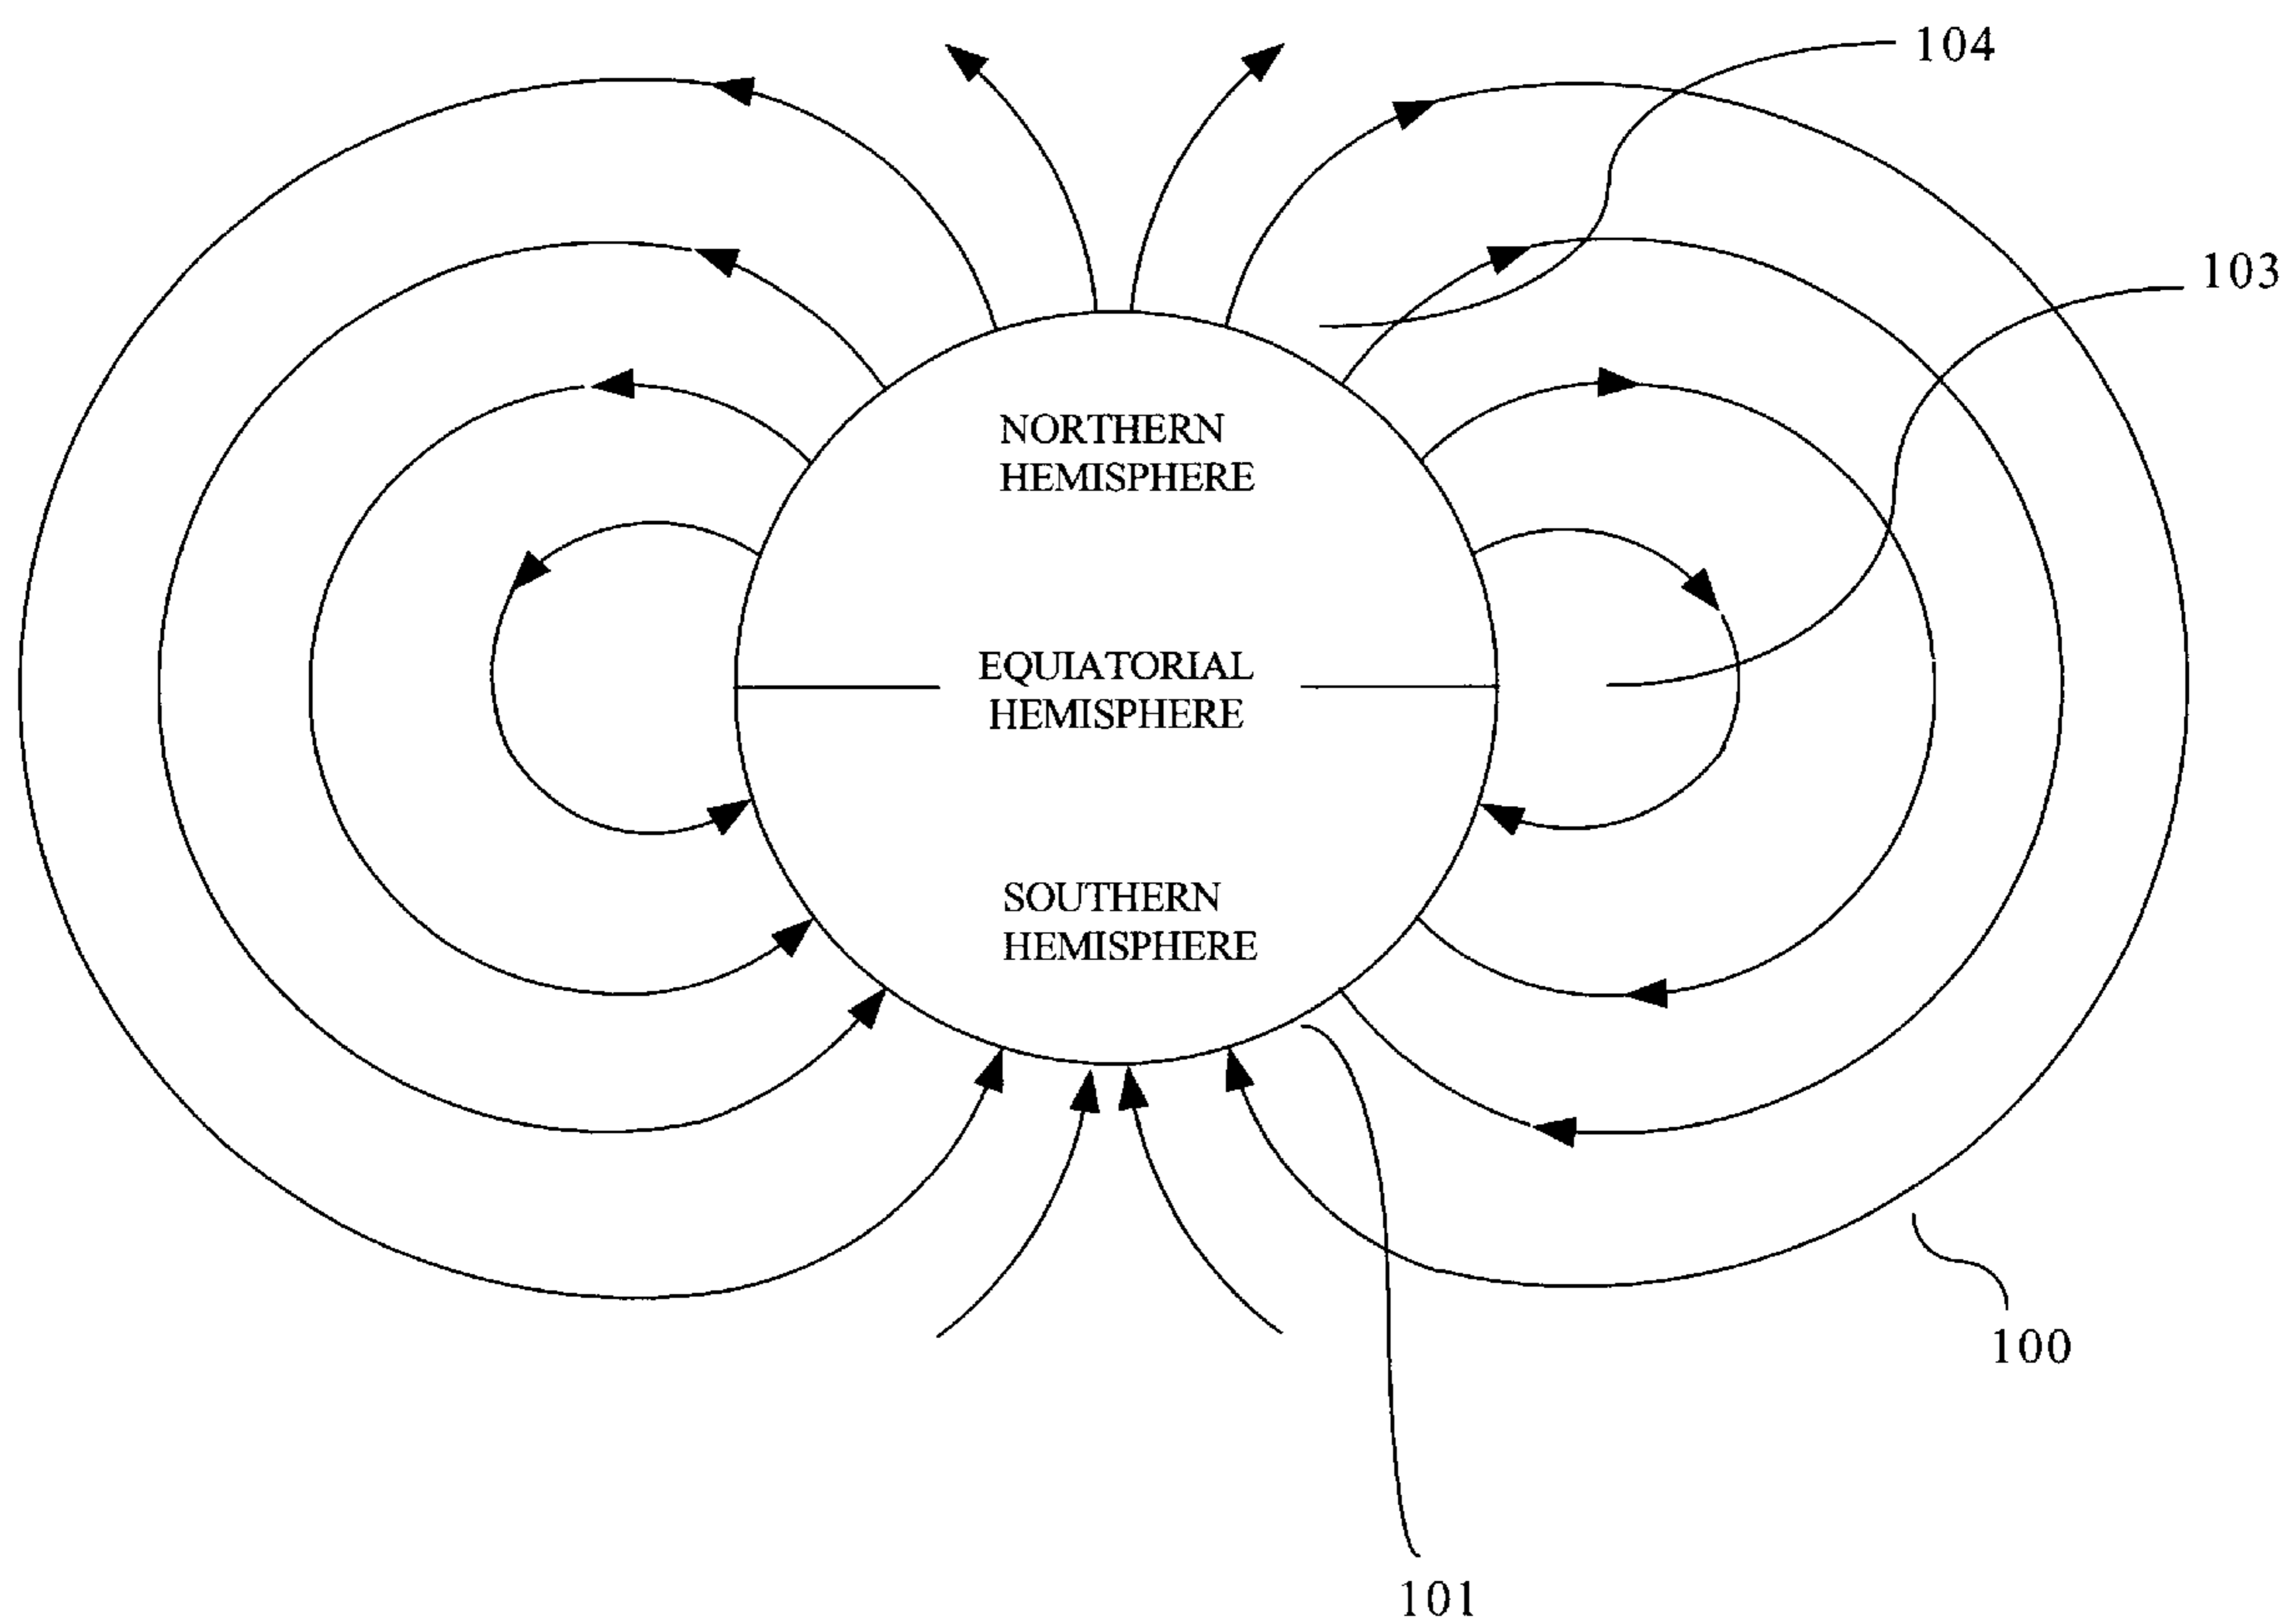 104
103
NORTHERN
HEMISPHERE
EQUIATORIAL
HEMISPHERE
SOUTHERN
HEMISPHERE
100
101